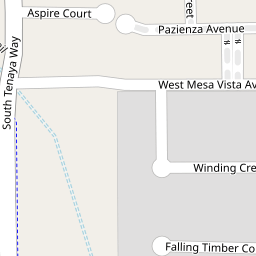 Aspire Court
Pazienza Avenue
South Tenaya Way
West Mesa Vista Av
Winding Cre
Falling Timber Co